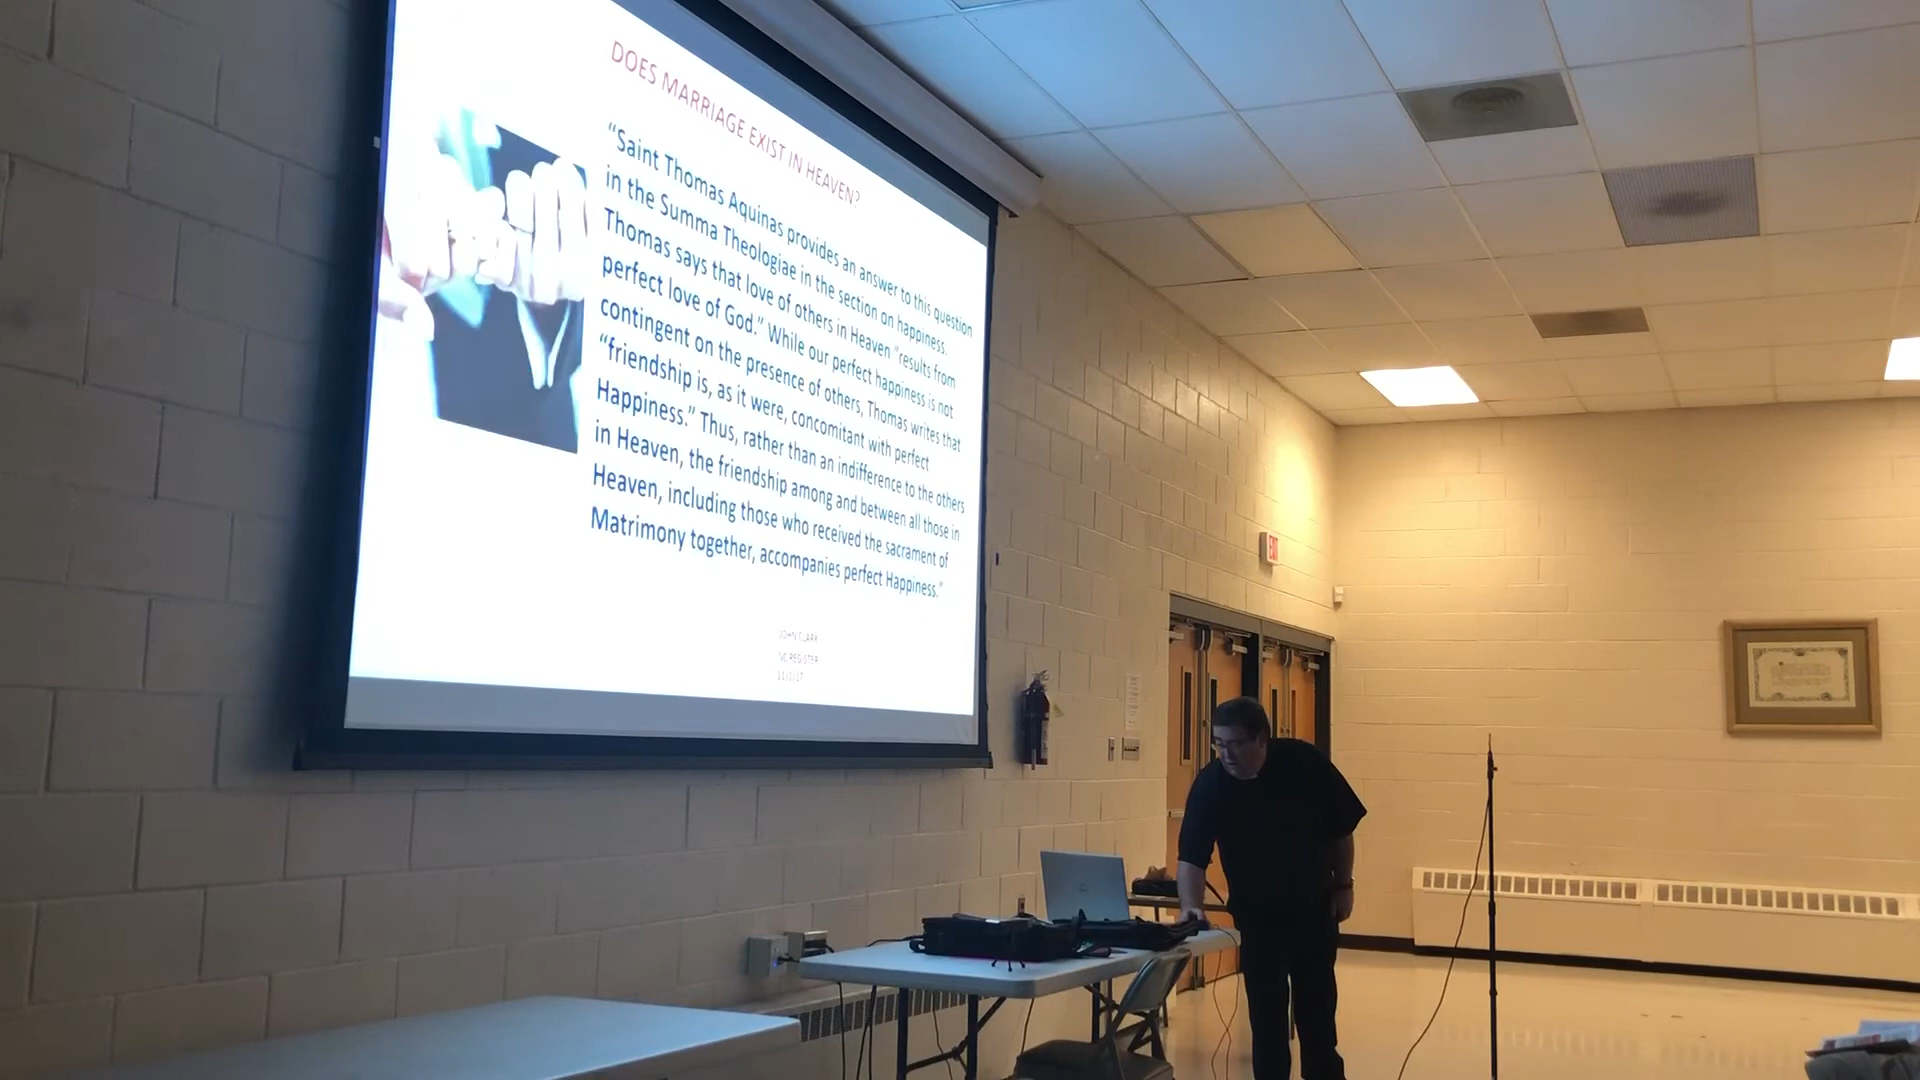 DOES MARRIAGE EXIST IN HEAVEN?
“Saint Thomas Aquinas provides an answer to this question
in the Summa Theologiae in the section on happiness.
Thomas says that love of others in Heaven “results from
perfect love of God.” While our perfect happiness is not
contingent on the presence of others, Thomas writes that
“friendship is, as it were, concomitant with perfect
Happiness.” Thus, rather than an indifference to the others
in Heaven, the friendship among and between all those in
Heaven, including those who received the sacrament of
Matrimony together, accompanies perfect Happiness.”
JOHN CLARK
NC REGISTER
EXIT